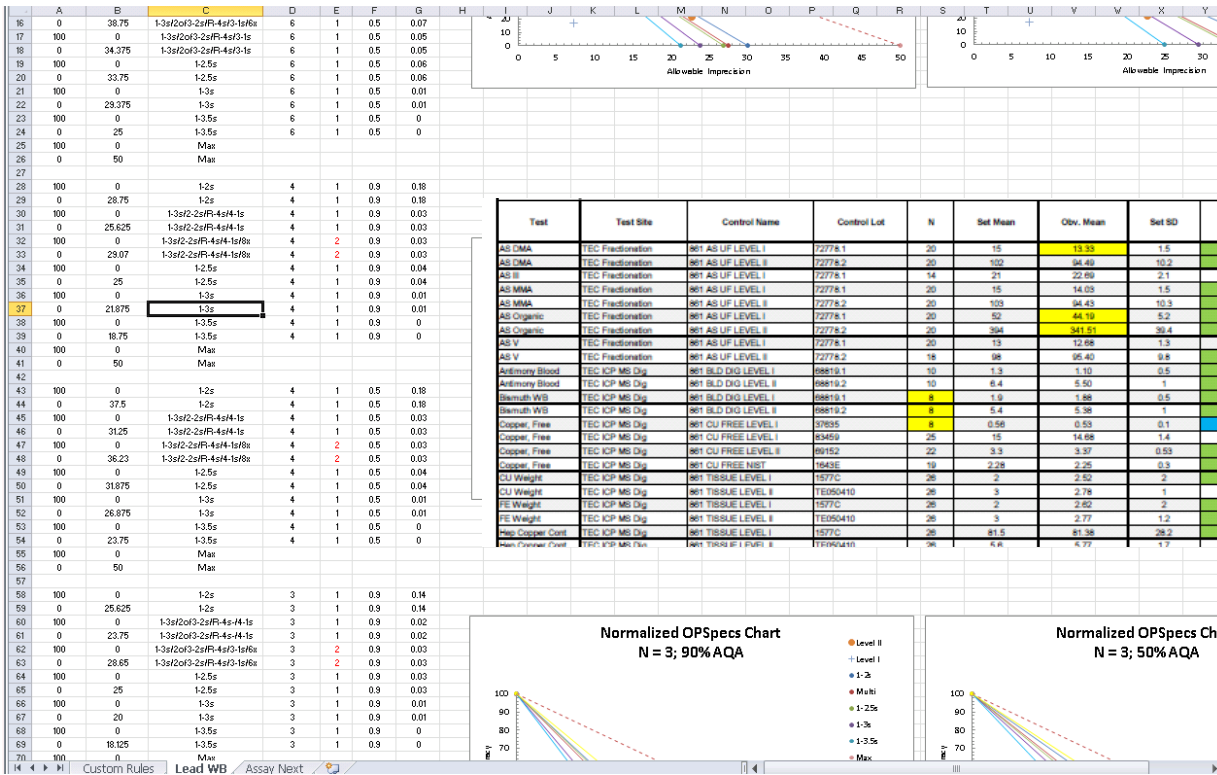 A B C D E F G H I J K L M N O P Q R S T U V W X Y
16 0 38.75 1-3s/2of3-2s/R-4s/3-1s/6x 6 1 0.5 0.07
17 100 0 1-3s/2of3-2s/R-4s/3-1s 6 1 0.5 0.05
18 0 34.375 1-3s/2of3-2s/R-4s/3-1s 6 1 0.5 0.05
19 100 0 1-2.5s 6 1 0.5 0.06
20 0 33.75 1-2.5s 6 1 0.5 0.06
21 100 0 1-3s 6 1 0.5 0.01
22 0 29.375 1-3s 6 1 0.5 0.01
23 100 0 1-3.5s 6 1 0.5 0
24 0 25 1-3.5s 6 1 0.5 0
25 100 0 Max
26 0 50 Max
27
28 100 0 1-2s 4 1 0.9 0.18
29 0 28.75 1-2s 4 1 0.9 0.18
30 100 0 1-3s/2-2s/R-4s/4-1s 4 1 0.9 0.03
31 0 25.625 1-3s/2-2s/R-4s/4-1s 4 1 0.9 0.03
32 100 0 1-3s/2-2s/R-4s/4-1s/8x 4 2 0.9 0.03
33 0 29.07 1-3s/2-2s/R-4s/4-1s/8x 4 2 0.9 0.03
34 100 0 1-2.5s 4 1 0.9 0.04
35 0 25 1-2.5s 4 1 0.9 0.04
36 100 0 1-3s 4 1 0.9 0.01
37 0 21.875 1-3s 4 1 0.9 0.01
38 100 0 1-3.5s 4 1 0.9 0
39 0 18.75 1-3.5s 4 1 0.9 0
40 100 0 Max
41 0 50 Max
42
43 100 0 1-2s 4 1 0.5 0.18
44 0 37.5 1-2s 4 1 0.5 0.18
45 100 0 1-3s/2-2s/R-4s/4-1s 4 1 0.5 0.03
46 0 31.25 1-3s/2-2s/R-4s/4-1s 4 1 0.5 0.03
47 100 0 1-3s/2-2s/R-4s/4-1s/8x 4 2 0.5 0.03
48 0 36.23 1-3s/2-2s/R-4s/4-1s/8x 4 2 0.5 0.03
49 100 0 1-2.5s 4 1 0.5 0.04
50 0 31.875 1-2.5s 4 1 0.5 0.04
51 100 0 1-3s 4 1 0.5 0.01
52 0 26.875 1-3s 4 1 0.5 0.01
53 100 0 1-3.5s 4 1 0.5 0
54 0 23.75 1-3.5s 4 1 0.5 0
55 100 0 Max
56 0 50 Max
57
58 100 0 1-2s 3 1 0.9 0.14
59 0 25.625 1-2s 3 1 0.9 0.14
60 100 0 1-3s/2of3-2s/R-4s-/4-1s 3 1 0.9 0.02
61 0 23.75 1-3s/2of3-2s/R-4s-/4-1s 3 1 0.9 0.02
62 100 0 1-3s/2of3-2s/R-4s/3-1s/6x 3 2 0.9 0.03
63 0 28.65 1-3s/2of3-2s/R-4s/3-1s/6x 3 2 0.9 0.03
64 100 0 1-2.5s 3 1 0.9 0.03
65 0 25 1-2.5s 3 1 0.9 0.03
66 100 0 1-3s 3 1 0.9 0.01
67 0 20 1-3s 3 1 0.9 0.01
68 100 0 1-3.5s 3 1 0.9 0
69 0 18.125 1-3.5s 3 1 0.9 0
70 100 0 Max
20
10
0
0 5 10 15 20 25 30 35 40 45 50
Allowable Imprecision
20
10
0
0 5 10 15 20 25 30
Allowable Imprecision
Test Test Site Control Name Control Lot N Set Mean Obv. Mean Set SD
AS DMA TEC Fractionation 861 AS UF LEVEL I 72778.1 20 15 13.33 1.5
AS DMA TEC Fractionation 861 AS UF LEVEL II 72778.2 20 102 94.49 10.2
AS III TEC Fractionation 861 AS UF LEVEL I 72778.1 14 21 22.69 2.1
AS MMA TEC Fractionation 861 AS UF LEVEL I 72778.1 20 15 14.03 1.5
AS MMA TEC Fractionation 861 AS UF LEVEL II 72778.2 20 103 94.43 10.3
AS Organic TEC Fractionation 861 AS UF LEVEL I 72778.1 20 52 44.19 5.2
AS Organic TEC Fractionation 861 AS UF LEVEL II 72778.2 20 394 341.51 39.4
AS V TEC Fractionation 861 AS UF LEVEL I 72778.1 20 13 12.68 1.3
AS V TEC Fractionation 861 AS UF LEVEL II 72778.2 18 98 95.40 9.8
Antimony Blood TEC ICP MS Dig 861 BLD DIG LEVEL I 68819.1 10 1.3 1.10 0.5
Antimony Blood TEC ICP MS Dig 861 BLD DIG LEVEL II 68819.2 10 6.4 5.50 1
Bismuth WB TEC ICP MS Dig 861 BLD DIG LEVEL I 68819.1 8 1.9 1.88 0.5
Bismuth WB TEC ICP MS Dig 861 BLD DIG LEVEL II 68819.2 8 5.4 5.38 1
Copper, Free TEC ICP MS Dig 861 CU FREE LEVEL I 37635 8 0.56 0.53 0.1
Copper, Free TEC ICP MS Dig 861 CU FREE LEVEL I 83459 25 15 14.68 1.4
Copper, Free TEC ICP MS Dig 861 CU FREE LEVEL II 69152 22 3.3 3.37 0.53
Copper, Free TEC ICP MS Dig 861 CU FREE NIST 1643E 19 2.28 2.25 0.3
CU Weight TEC ICP MS Dig 861 TISSUE LEVEL I 1577C 26 2 2.52 2
CU Weight TEC ICP MS Dig 861 TISSUE LEVEL II TE050410 26 3 2.78 1
FE Weight TEC ICP MS Dig 861 TISSUE LEVEL I 1577C 26 2 2.62 2
FE Weight TEC ICP MS Dig 861 TISSUE LEVEL II TE050410 26 3 2.77 1.2
Hep Copper Cont TEC ICP MS Dig 861 TISSUE LEVEL I 1577C 26 81.5 81.38 28.2
Hep Copper Cont TEC ICP MS Dig 861 TISSUE LEVEL II TE050410 26 5.6 5.77 1.7
Normalized OPSpecs Chart
N = 3; 90% AQA
Level II
Level I
1-2s
Multi
1-2.5s
1-3s
1-3.5s
Max
100
90
80
70
Normalized OPSpecs Ch
N = 3; 50% AQA
100
90
80
70
Custom Rules Lead WB Assay Next